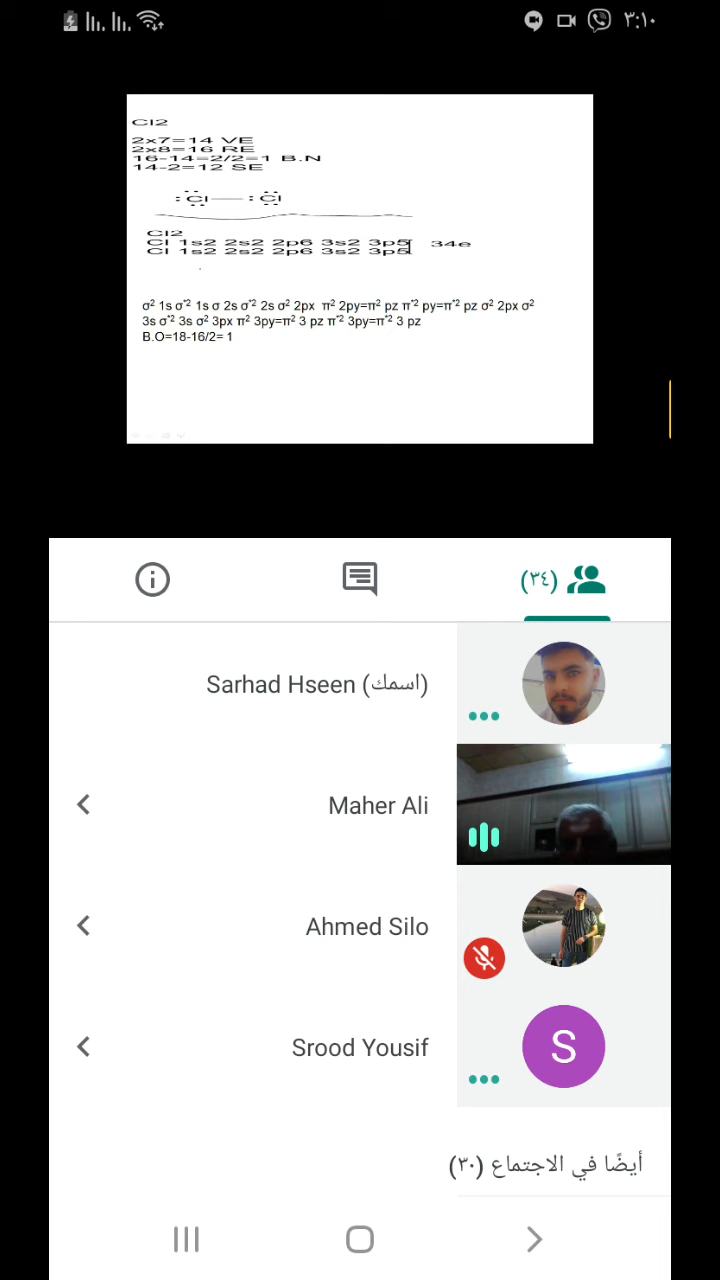 ٣:١٠
Cl2
2x7=14 VE
2x8=16 RE
16-14=2/2=1 B.N
14-2=12 SE
:Cl — :Cl
Cl2
Cl 1s2 2s2 2p6 3s2 3p5 34e
Cl 1s2 2s2 2p6 3s2 3p5
σ² 1s σ*² 1s σ 2s σ*² 2s σ² 2px π² 2py=π² pz π*² py=π*² pz σ² 2px σ²
3s σ*² 3s σ² 3px π² 3py=π² 3 pz π*² 3py=π*² 3 pz
B.O=18-16/2= 1
(٣٤)
Sarhad Hseen (اسمك)
Maher Ali
Ahmed Silo
Srood Yousif
S
أيضًا في الاجتماع (٣٠)